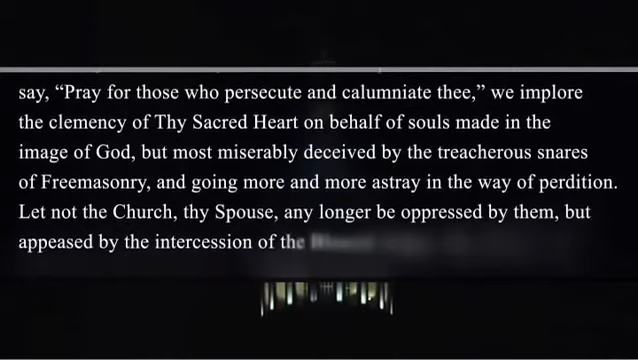 say, “Pray for those who persecute and calumniate thee,” we implore
the clemency of Thy Sacred Heart on behalf of souls made in the
image of God, but most miserably deceived by the treacherous snares
of Freemasonry, and going more and more astray in the way of perdition.
Let not the Church, thy Spouse, any longer be oppressed by them, but
appeased by the intercession of the